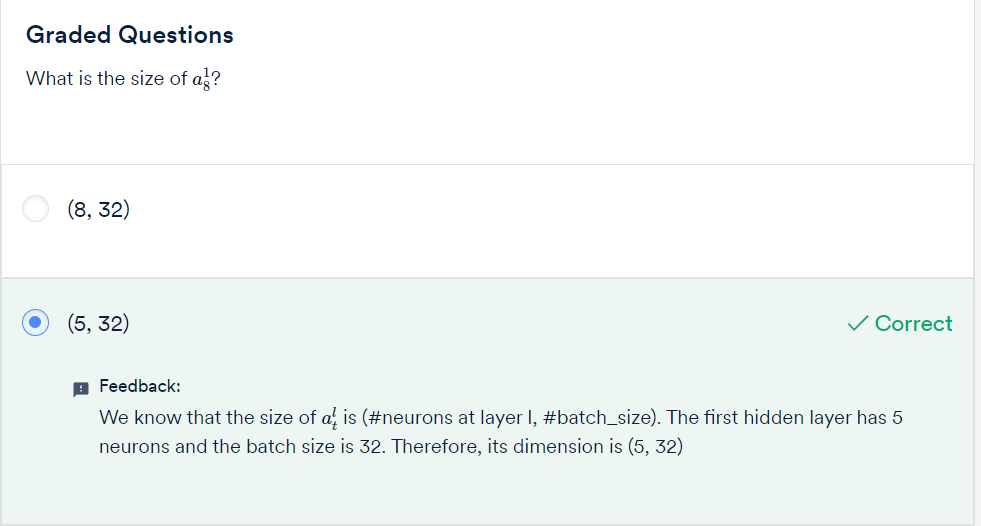 Graded Questions
What is the size of $a_8^1$?
(8, 32)
(5, 32)
Correct
Feedback:
We know that the size of $a_t^l$ is (#neurons at layer l, #batch_size). The first hidden layer has 5
neurons and the batch size is 32. Therefore, its dimension is (5, 32)